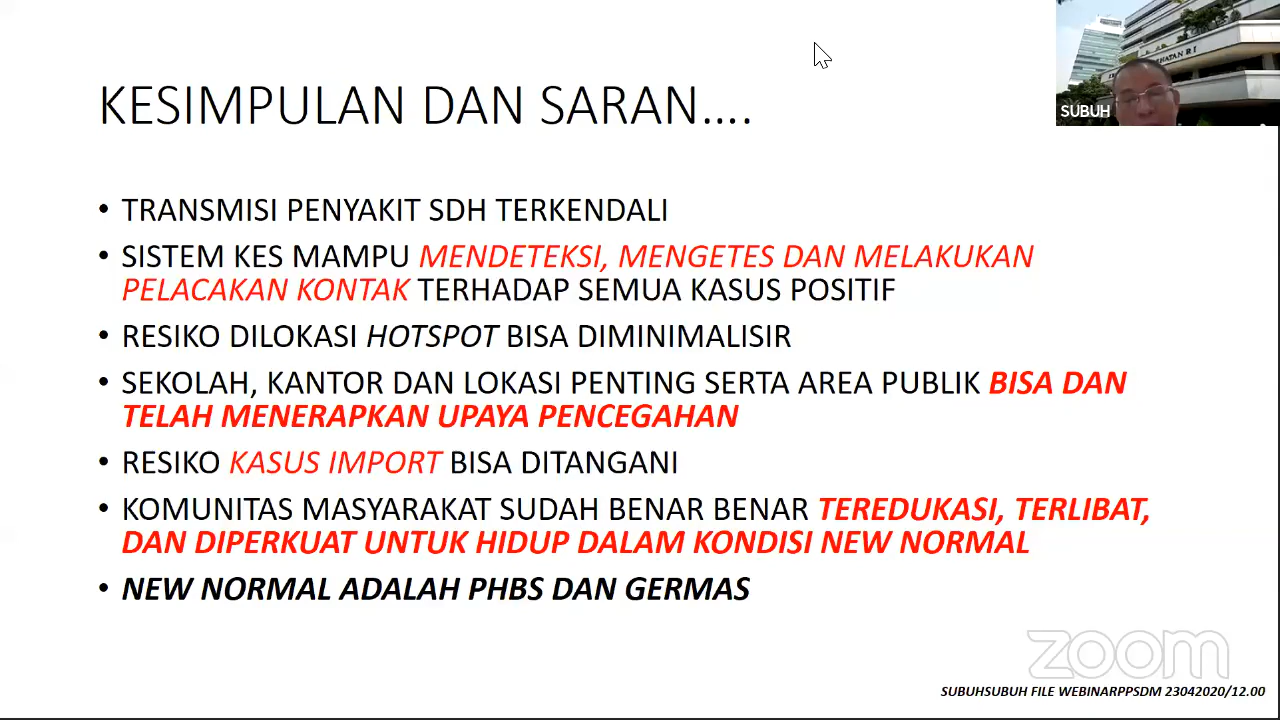 KESIMPULAN DAN SARAN....
SUBUH
• TRANSMISI PENYAKIT SDH TERKENDALI
• SISTEM KES MAMPU MENDETEKSI, MENGETES DAN MELAKUKAN
PELACAKAN KONTAK TERHADAP SEMUA KASUS POSITIF
• RESIKO DILOKASI HOTSPOT BISA DIMINIMALISIR
• SEKOLAH, KANTOR DAN LOKASI PENTING SERTA AREA PUBLIK BISA DAN
TELAH MENERAPKAN UPAYA PENCEGAHAN
• RESIKO KASUS IMPORT BISA DITANGANI
• KOMUNITAS MASYARAKAT SUDAH BENAR BENAR TEREDUKASI, TERLIBAT,
DAN DIPERKUAT UNTUK HIDUP DALAM KONDISI NEW NORMAL
• NEW NORMAL ADALAH PHBS DAN GERMAS
zoom
SUBUHSUBUH FILE WEBINARPPSDM 23042020/12.00